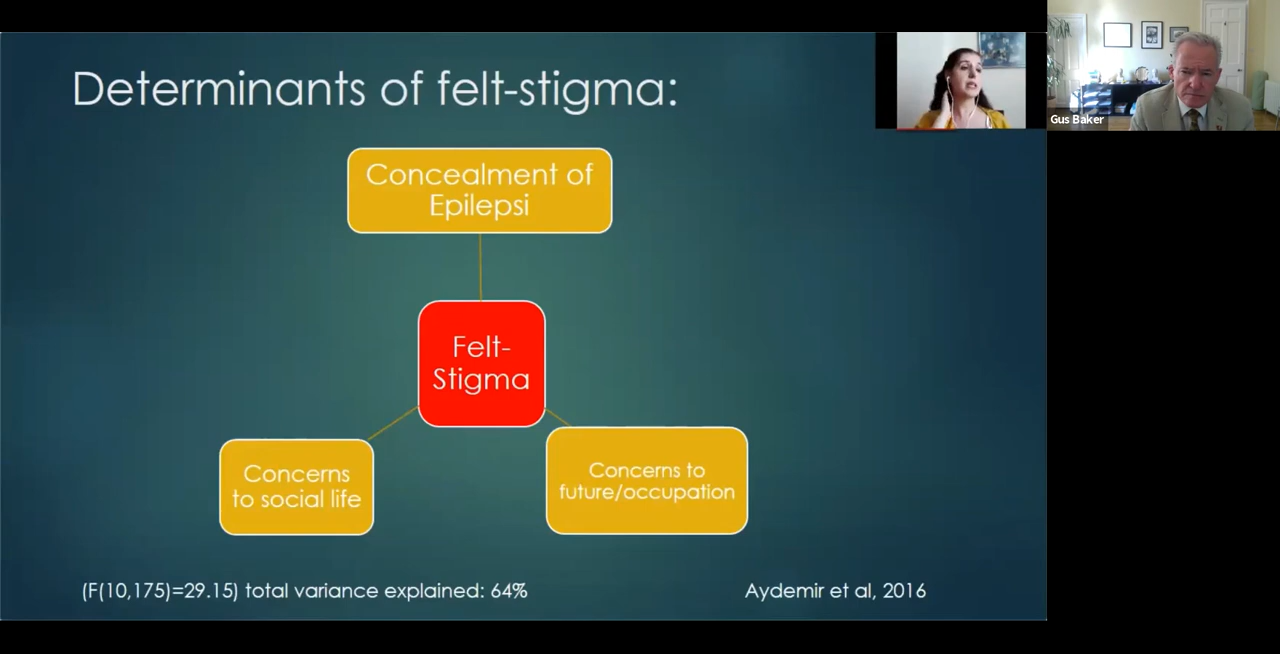 Determinants of felt-stigma:
Gus Baker
Concealment of
Epilepsi
Felt-
Stigma
Concerns
to social life
Concerns to
future/occupation
(F(10,175)=29.15) total variance explained: 64%
Aydemir et al, 2016